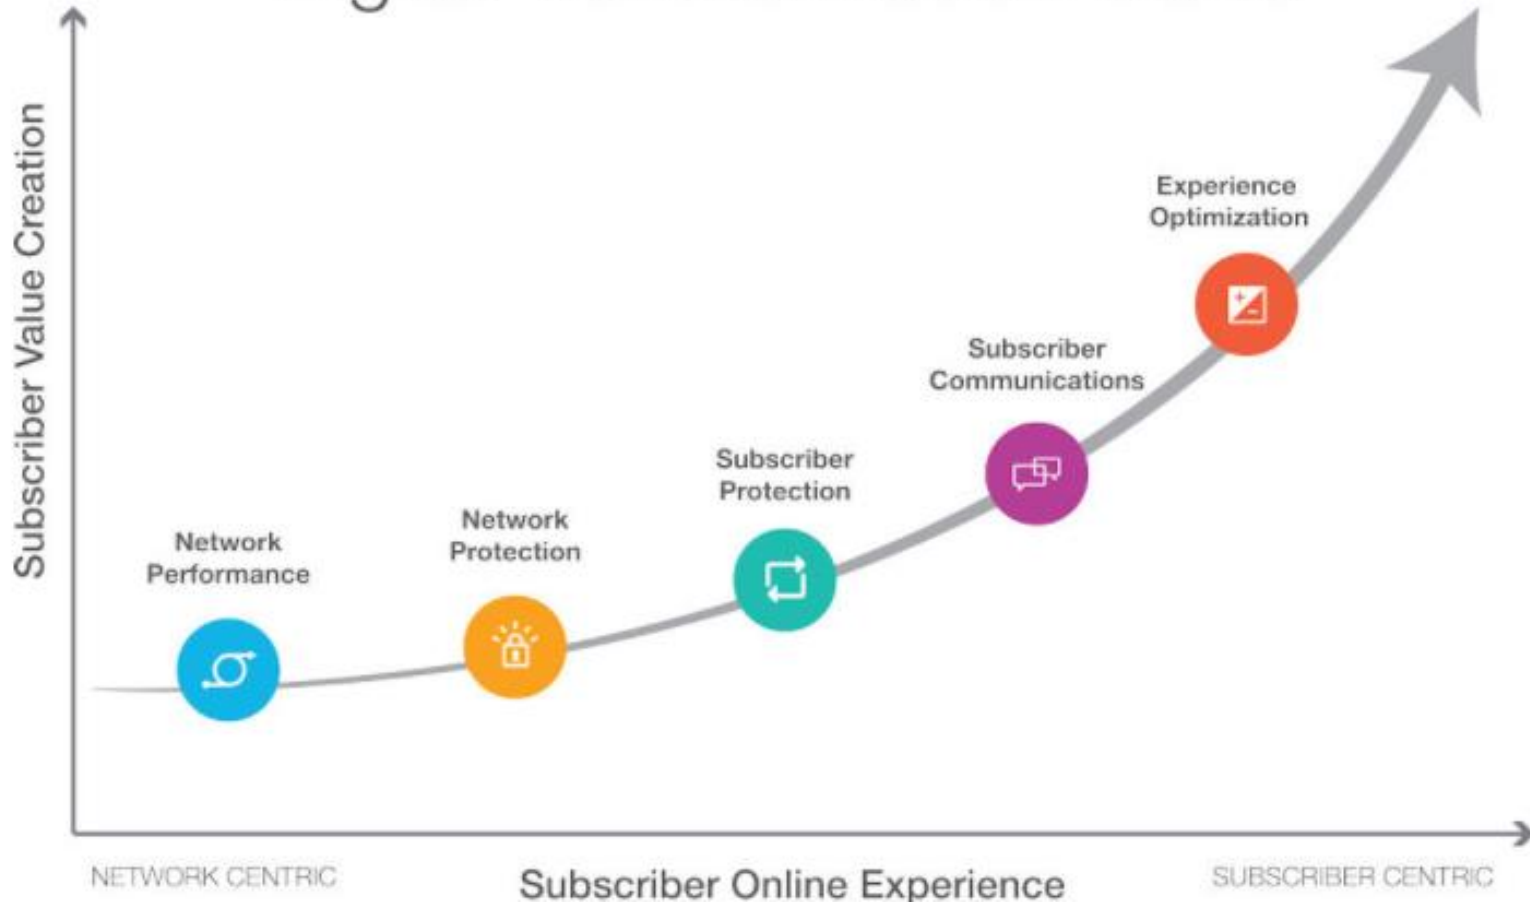 Experience
Optimization
Subscriber
Communications
Subscriber
Protection
Network
Protection
Network
Performance
Subscriber Value Creation
NETWORK CENTRIC
Subscriber Online Experience
SUBSCRIBER CENTRIC